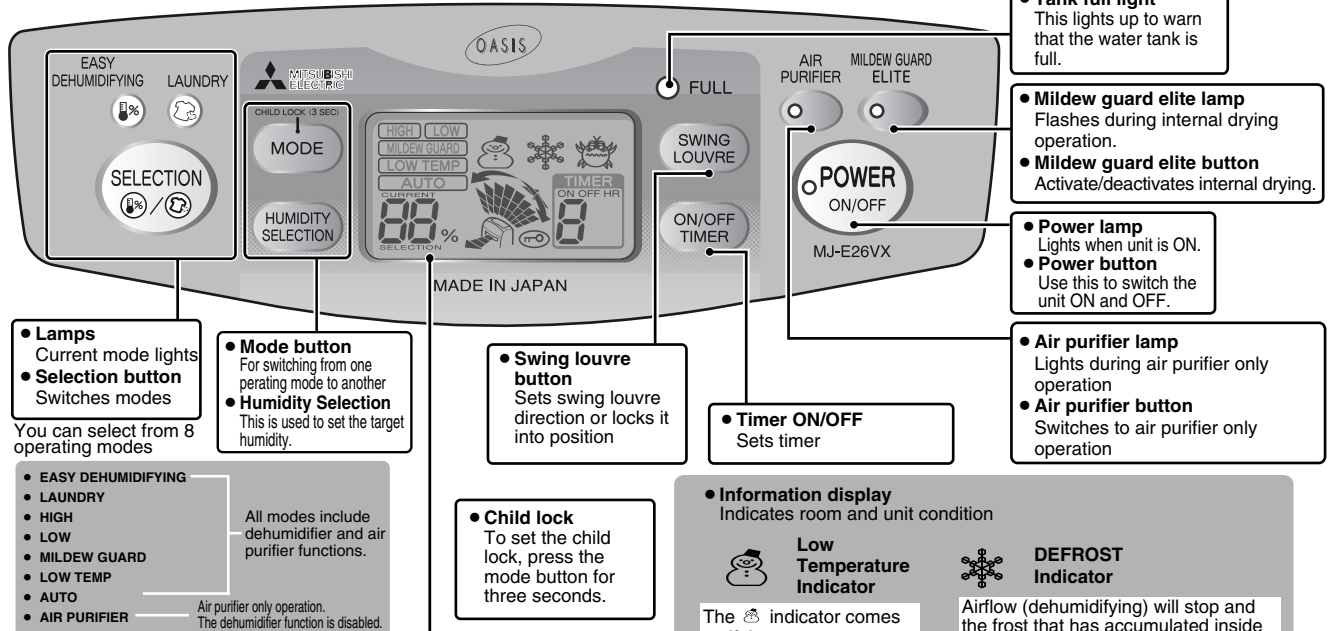 Tank full light
This lights up to warn
that the water tank is
full.
OASIS
EASY
DEHUMIDIFYING
LAUNDRY
MITSUBISHI
ELECTRIC
FULL
AIR
PURIFIER
MILDEW GUARD
ELITE
CHILD LOCK (3 SEC)
MODE
SELECTION
%
%
HUMIDITY
SELECTION
HIGH LOW
MILDEW GUARD
LOW TEMP
AUTO
CURRENT
88%
SELECTION
TIMER
ON OFF HR
8
SWING
LOUVRE
ON/OFF
TIMER
POWER
ON/OFF
MJ-E26VX
MADE IN JAPAN
• Mildew guard elite lamp
Flashes during internal drying
operation.
• Mildew guard elite button
Activate/deactivates internal drying.
• Power lamp
Lights when unit is ON.
• Power button
Use this to switch the
unit ON and OFF.
• Air purifier lamp
Lights during air purifier only
operation
• Air purifier button
Switches to air purifier only
operation
• Lamps
Current mode lights
• Selection button
Switches modes
• Mode button
For switching from one
perating mode to another
• Humidity Selection
This is used to set the target
humidity.
• Swing louvre
button
Sets swing louvre
direction or locks it
into position
• Timer ON/OFF
Sets timer
You can select from 8
operating modes
• EASY DEHUMIDIFYING
• LAUNDRY
• HIGH
• LOW
• MILDEW GUARD
• LOW TEMP
• AUTO
• AIR PURIFIER
All modes include
dehumidifier and air
purifier functions.
Air purifier only operation.
The dehumidifier function is disabled.
• Child lock
To set the child
lock, press the
mode button for
three seconds.
• Information display
Indicates room and unit condition
Low
Temperature
Indicator
The indicator comes
DEFROST
Indicator
Airflow (dehumidifying) will stop and
the frost that has accumulated inside